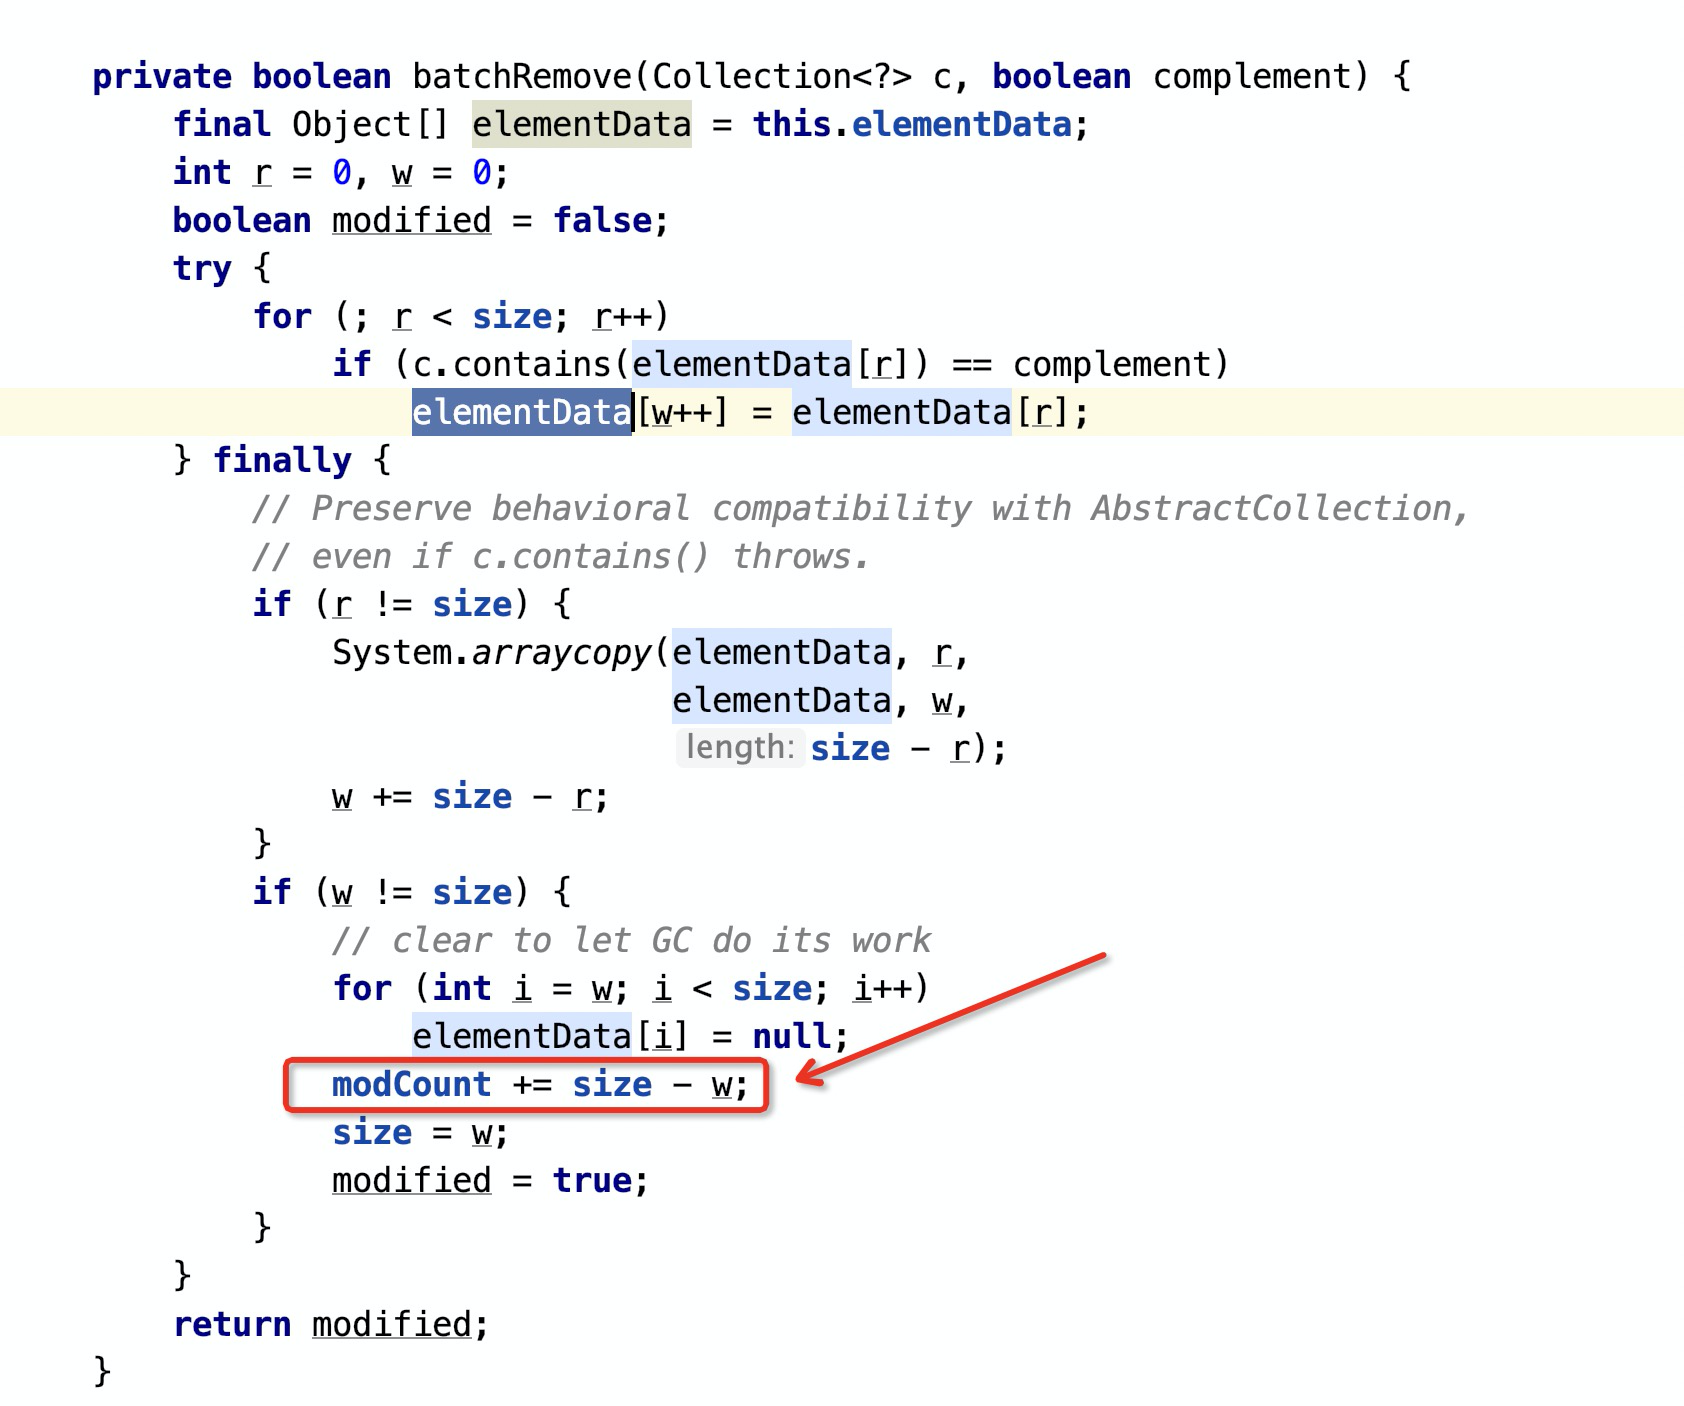 private boolean batchRemove(Collection<?> c, boolean complement) {
final Object[] elementData = this.elementData;
int r = 0, w = 0;
boolean modified = false;
try {
for (; r < size; r++)
if (c.contains(elementData[r]) == complement)
elementData[w++] = elementData[r];
} finally {
// Preserve behavioral compatibility with AbstractCollection,
// even if c.contains() throws.
if (r != size) {
System.arraycopy(elementData, r,
elementData, w,
length: size - r);
w += size - r;
}
if (w != size) {
// clear to let GC do its work
for (int i = w; i < size; i++)
elementData[i] = null;
modCount += size - w;
size = w;
modified = true;
}
}
return modified;
}